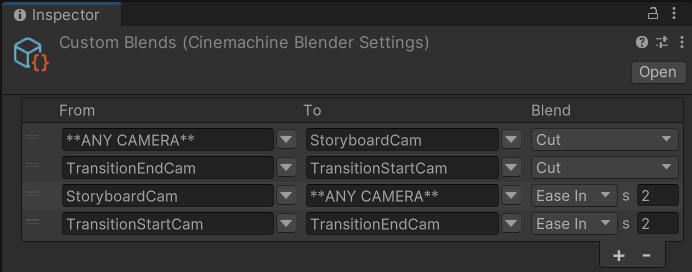 Inspector
Custom Blends (Cinemachine Blender Settings)
Open
From To Blend
**ANY CAMERA** StoryboardCam Cut
TransitionEndCam TransitionStartCam Cut
StoryboardCam **ANY CAMERA** Ease In s 2
TransitionStartCam TransitionEndCam Ease In s 2